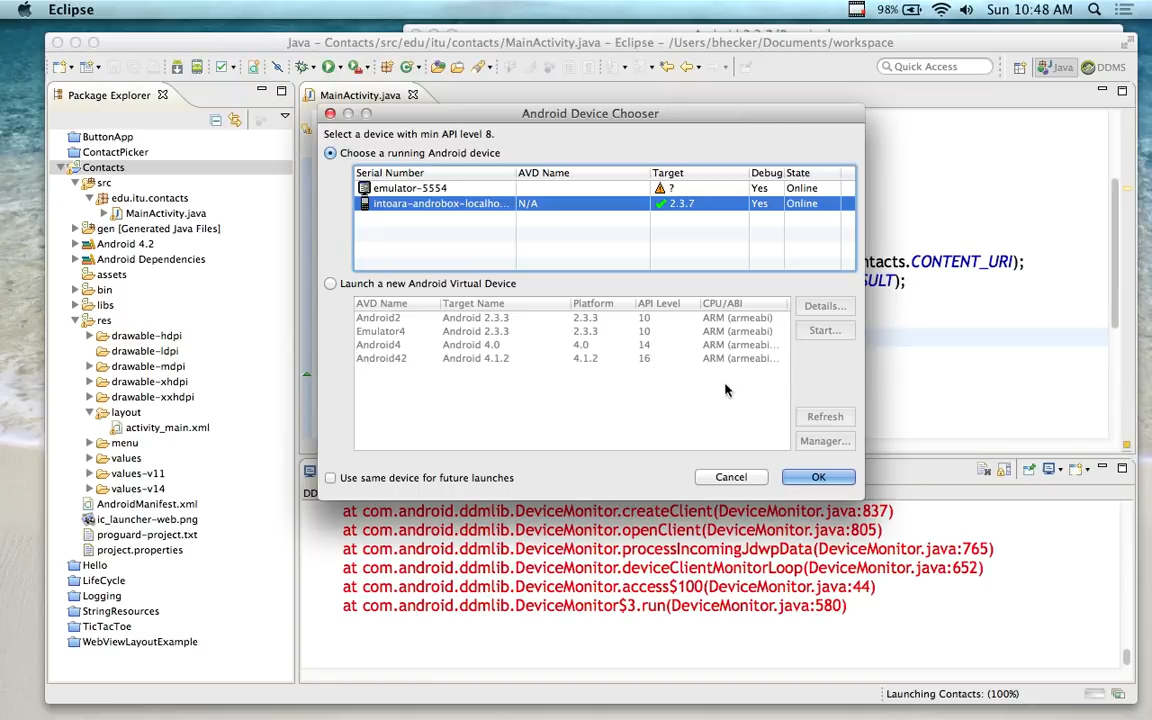 Eclipse
98%
Sun 10:48 AM
Java – Contacts/src/edu/itu/contacts/MainActivity.java – Eclipse – /Users/bhecker/Documents/workspace
Quick Access
Java
DDMS
Package Explorer
MainActivity.java
ButtonApp
ContactPicker
Contacts
src
edu.itu.contacts
MainActivity.java
gen [Generated Java Files]
Android 4.2
Android Dependencies
assets
bin
libs
res
drawable-hdpi
drawable-ldpi
drawable-mdpi
drawable-xhdpi
drawable-xxhdpi
layout
activity_main.xml
menu
values
values-v11
values-v14
AndroidManifest.xml
ic_launcher-web.png
proguard-project.txt
project.properties
Hello
LifeCycle
Logging
StringResources
TicTacToe
WebViewLayoutExample
Android Device Chooser
Select a device with min API level 8.
Choose a running Android device
Serial Number AVD Name Target Debug State
emulator-5554 ? Yes Online
intoara-androbox-localho... N/A 2.3.7 Yes Online
Launch a new Android Virtual Device
AVD Name Target Name Platform API Level CPU/ABI
Android2 Android 2.3.3 2.3.3 10 ARM (armeabi)
Emulator4 Android 2.3.3 2.3.3 10 ARM (armeabi)
Android4 Android 4.0 4.0 14 ARM (armeabi...
Android42 Android 4.1.2 4.1.2 16 ARM (armeabi...
Details...
Start...
Refresh
Manager...
Use same device for future launches
Cancel
OK
ntacts.CONTENT_URI);
SULT);
DD
at com.android.ddmlib.DeviceMonitor.createClient(DeviceMonitor.java:837)
at com.android.ddmlib.DeviceMonitor.openClient(DeviceMonitor.java:805)
at com.android.ddmlib.DeviceMonitor.processIncomingJdwpData(DeviceMonitor.java:765)
at com.android.ddmlib.DeviceMonitor.deviceClientMonitorLoop(DeviceMonitor.java:652)
at com.android.ddmlib.DeviceMonitor.access$100(DeviceMonitor.java:44)
at com.android.ddmlib.DeviceMonitor$3.run(DeviceMonitor.java:580)
Launching Contacts: (100%)